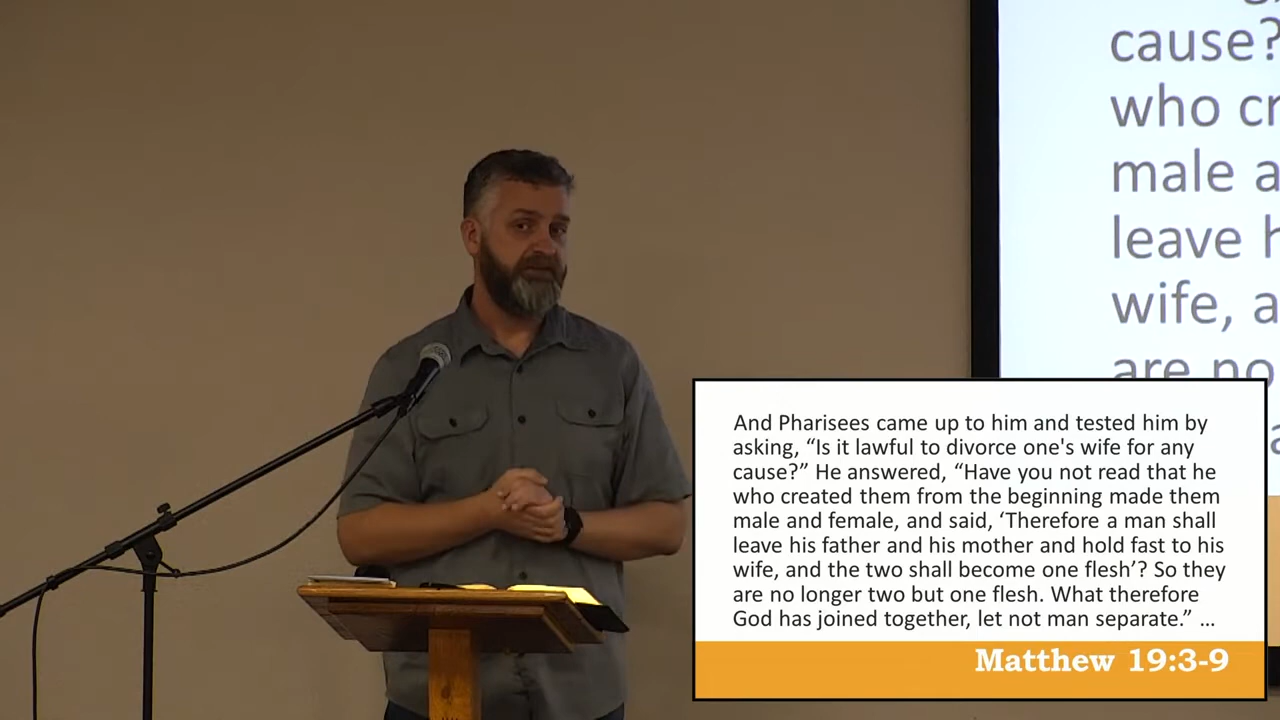 cause?
who cr
male a
leave h
wife, a
are no
And Pharisees came up to him and tested him by
asking, “Is it lawful to divorce one's wife for any
cause?” He answered, “Have you not read that he
who created them from the beginning made them
male and female, and said, ‘Therefore a man shall
leave his father and his mother and hold fast to his
wife, and the two shall become one flesh’? So they
are no longer two but one flesh. What therefore
God has joined together, let not man separate.” ...
Matthew 19:3-9